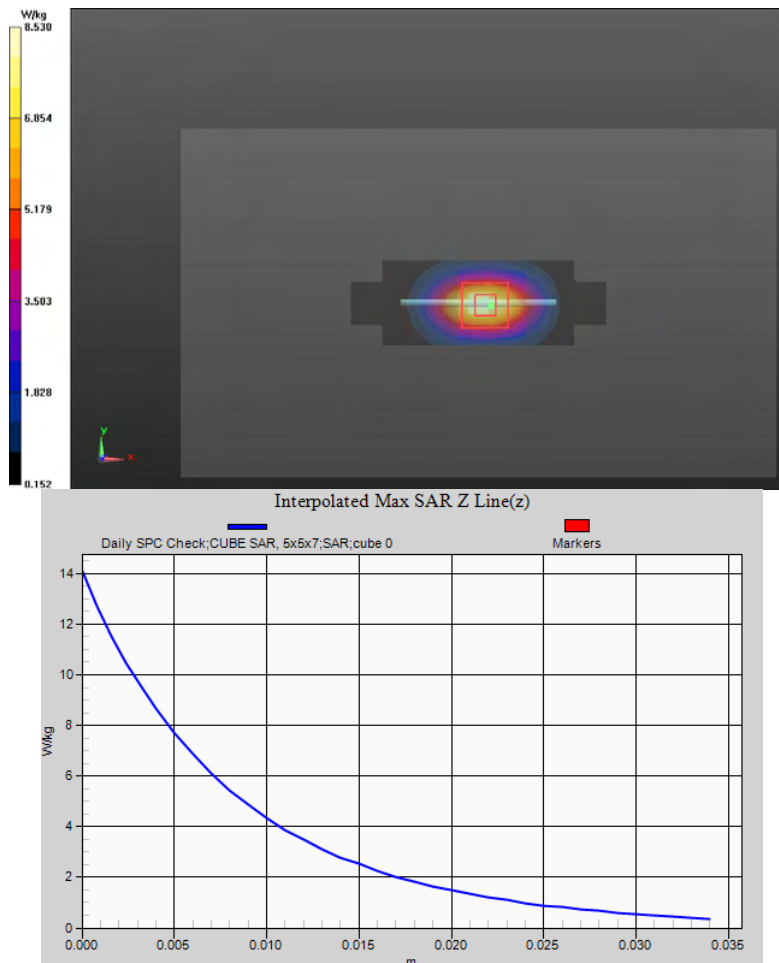 W/kg
8.530
6.854
5.179
3.503
1.828
0.152
y
x
Interpolated Max SAR Z Line(z)
Daily SPC Check;CUBE SAR, 5x5x7;SAR;cube 0
Markers
14
12
10
8
6
4
2
0
W/kg
0.000 0.005 0.010 0.015 0.020 0.025 0.030 0.035
m